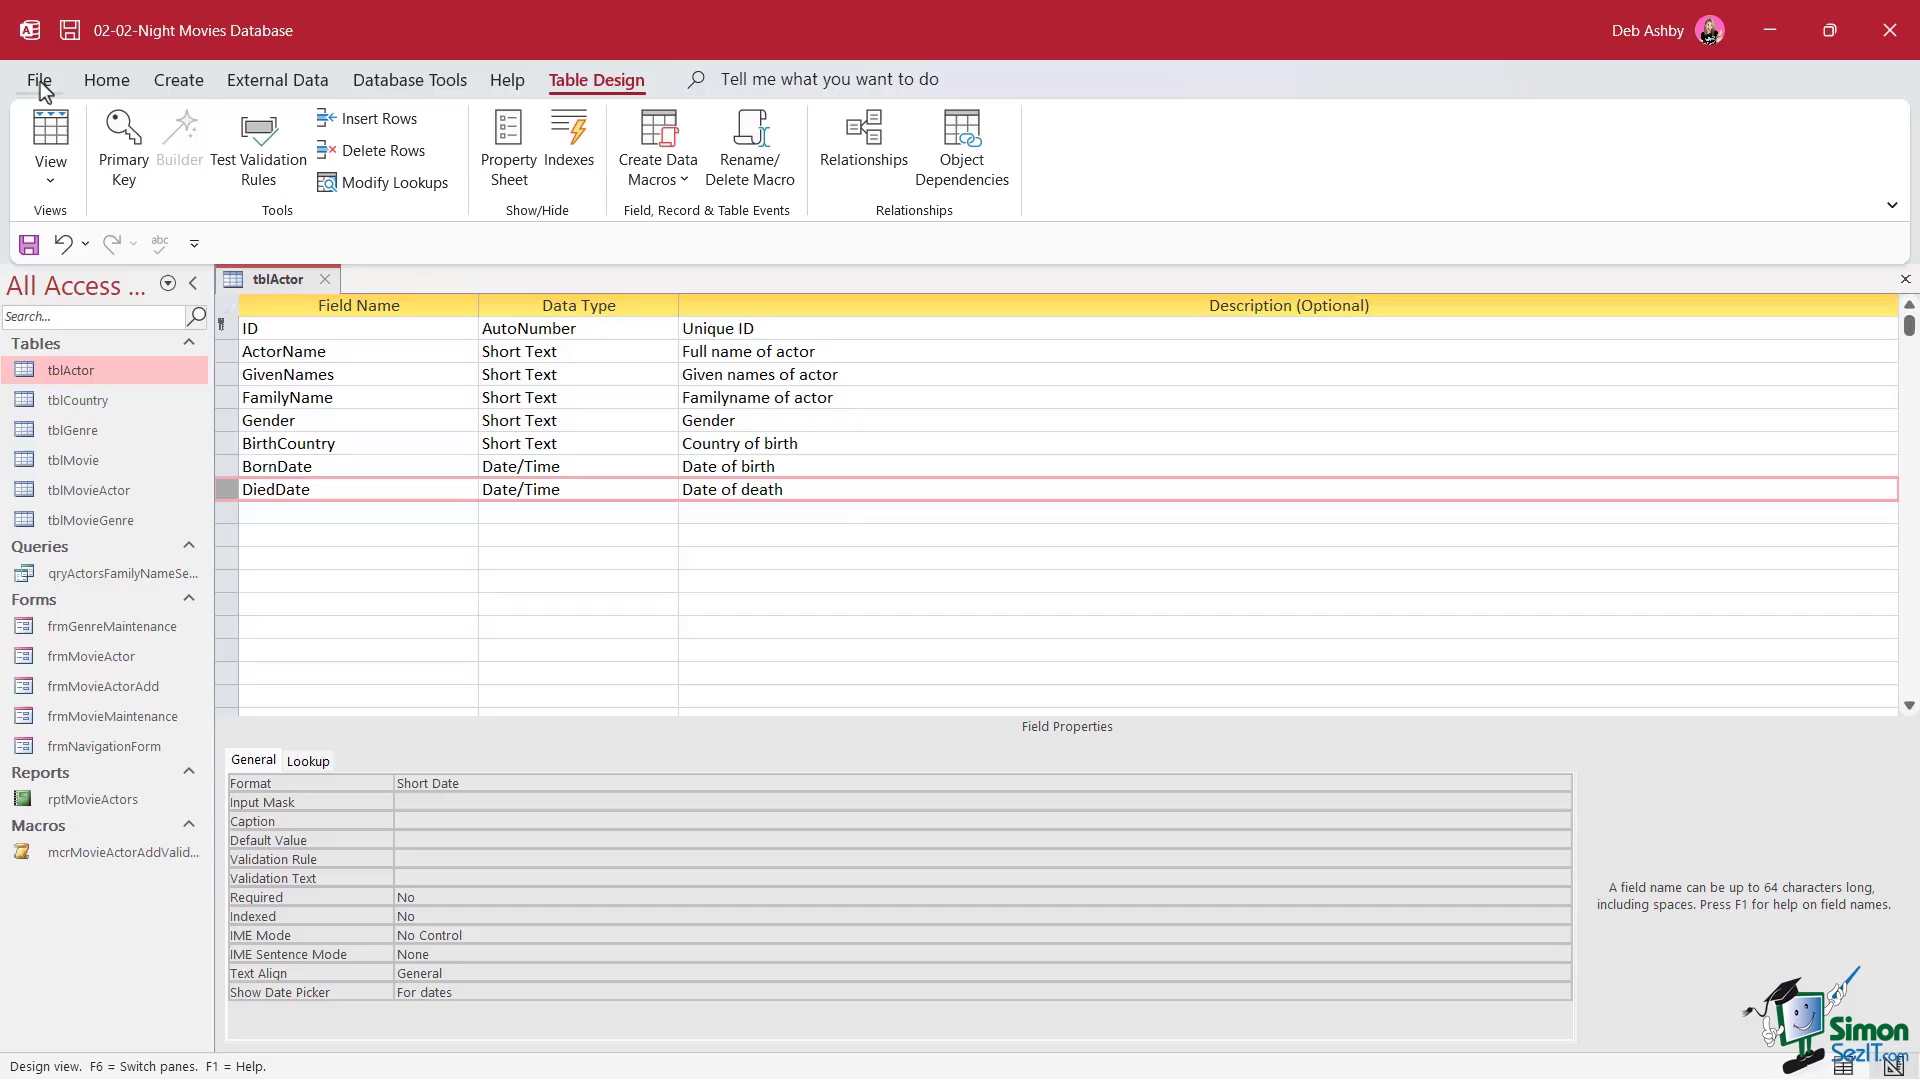 02-02-Night Movies Database
Deb Ashby
File Home Create External Data Database Tools Help Table Design Tell me what you want to do
View
Primary Key
Builder
Test Validation Rules
Insert Rows
Delete Rows
Modify Lookups
Property Sheet
Indexes
Create Data Macros
Rename/ Delete Macro
Relationships
Object Dependencies
Views Tools Show/Hide Field, Record & Table Events Relationships
abc
All Access ...
Search...
Tables
tblActor
tblCountry
tblGenre
tblMovie
tblMovieActor
tblMovieGenre
Queries
qryActorsFamilyNameSe...
Forms
frmGenreMaintenance
frmMovieActor
frmMovieActorAdd
frmMovieMaintenance
frmNavigationForm
Reports
rptMovieActors
Macros
mcrMovieActorAddValid...
tblActor
Field Name Data Type Description (Optional)
ID AutoNumber Unique ID
ActorName Short Text Full name of actor
GivenNames Short Text Given names of actor
FamilyName Short Text Familyname of actor
Gender Short Text Gender
BirthCountry Short Text Country of birth
BornDate Date/Time Date of birth
DiedDate Date/Time Date of death
Field Properties
General Lookup
Format Short Date
Input Mask
Caption
Default Value
Validation Rule
Validation Text
Required No
Indexed No
IME Mode No Control
IME Sentence Mode None
Text Align General
Show Date Picker For dates
A field name can be up to 64 characters long,
including spaces. Press F1 for help on field names.
Simon
SezIT.com
Design view. F6 = Switch panes. F1 = Help.